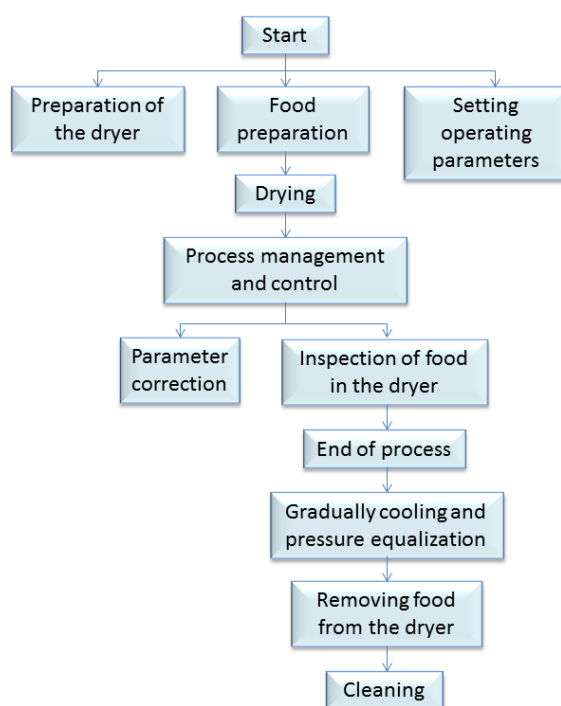 Start
Preparation of
the dryer
Food
preparation
Setting
operating
parameters
Drying
Process management
and control
Parameter
correction
Inspection of food
in the dryer
End of process
Gradually cooling and
pressure equalization
Removing food
from the dryer
Cleaning